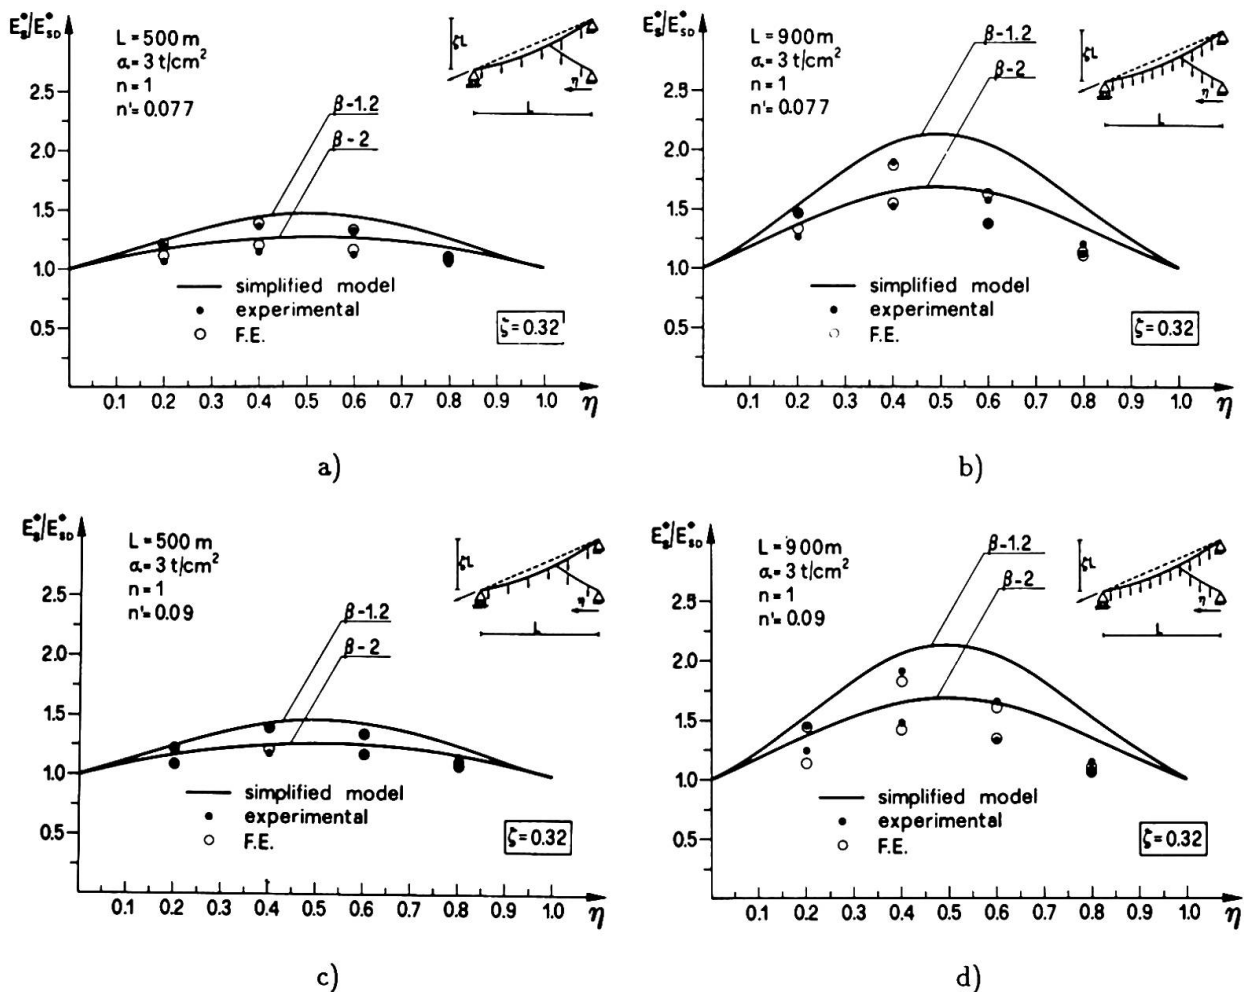 E*s/E*SD
L = 500 m
α = 3 t/cm²
n = 1
n' = 0.077
β-1.2
β-2
ζL
η
L
2.5
2.0
1.5
1.0
0.5
simplified model
experimental
F.E.
ζ = 0.32
0.1 0.2 0.3 0.4 0.5 0.6 0.7 0.8 0.9 1.0 η
a)
E*s/E*SD
L = 900 m
α = 3 t/cm²
n = 1
n' = 0.077
β-1.2
β-2
ζL
η
L
2.5
2.0
1.5
1.0
0.5
simplified model
experimental
F.E.
ζ = 0.32
0.1 0.2 0.3 0.4 0.5 0.6 0.7 0.8 0.9 1.0 η
b)
E*s/E*SD
L = 500 m
α = 3 t/cm²
n = 1
n' = 0.09
β-1.2
β-2
ζL
η
L
2.5
2.0
1.5
1.0
0.5
simplified model
experimental
F.E.
ζ = 0.32
0.1 0.2 0.3 0.4 0.5 0.6 0.7 0.8 0.9 1.0 η
c)
E*s/E*SD
L = 900 m
α = 3 t/cm²
n = 1
n' = 0.09
β-1.2
β-2
ζL
η
L
2.5
2.0
1.5
1.0
0.5
simplified model
experimental
F.E.
ζ = 0.32
0.1 0.2 0.3 0.4 0.5 0.6 0.7 0.8 0.9 1.0 η
d)